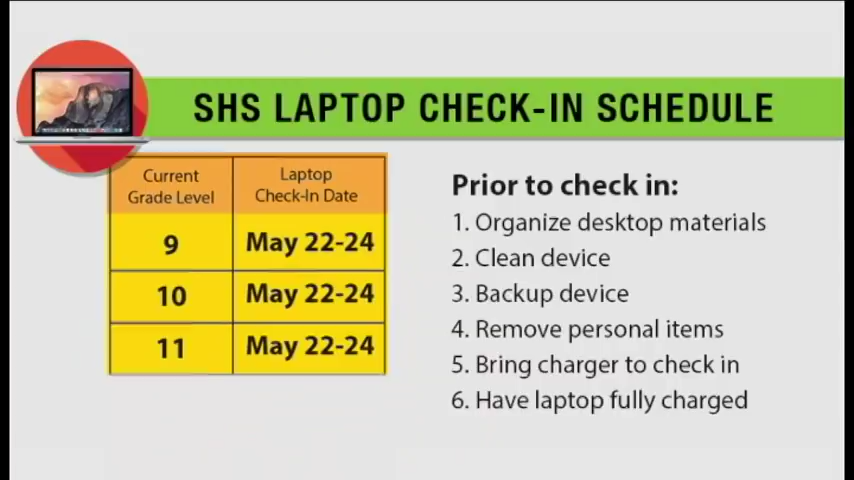 SHS LAPTOP CHECK-IN SCHEDULE
Current Grade Level
Laptop Check-In Date
9 May 22-24
10 May 22-24
11 May 22-24
Prior to check in:
1. Organize desktop materials
2. Clean device
3. Backup device
4. Remove personal items
5. Bring charger to check in
6. Have laptop fully charged